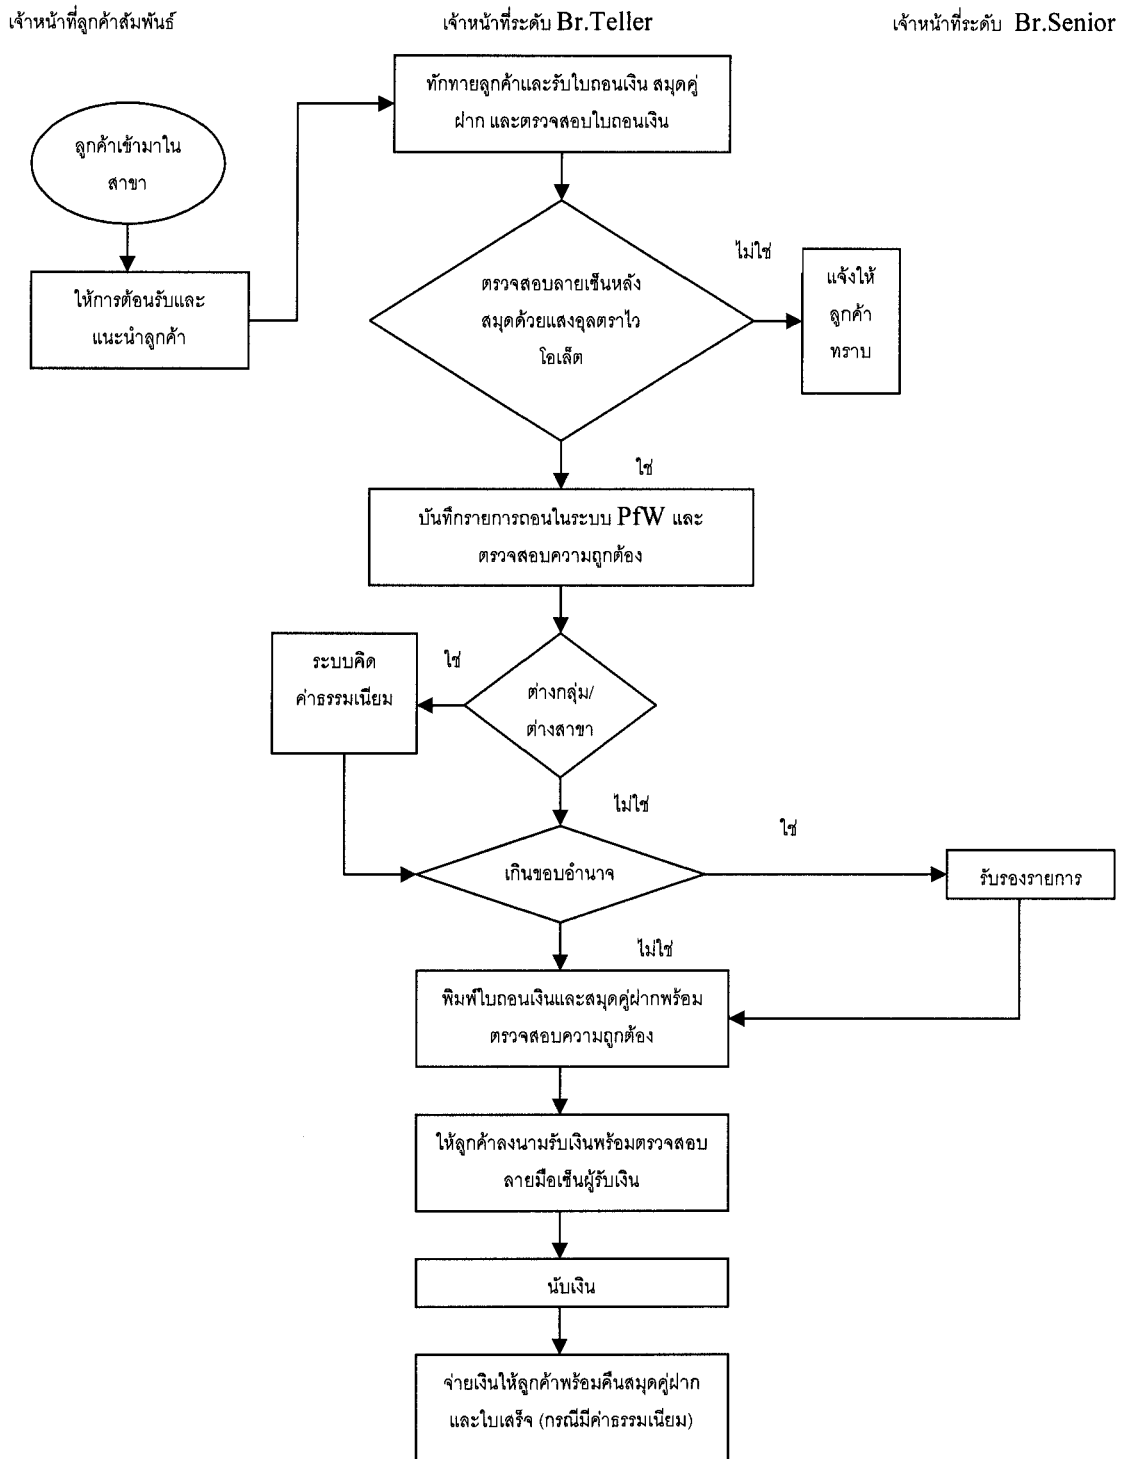 เจ้าหน้าที่ลูกค้าสัมพันธ์
เจ้าหน้าที่ระดับ Br.Teller
เจ้าหน้าที่ระดับ Br.Senior
ทักทายลูกค้าและรับใบถอนเงิน สมุดคู่
ฝาก และตรวจสอบใบถอนเงิน
ลูกค้าเข้ามาใน
สาขา
ให้การต้อนรับและ
แนะนำลูกค้า
ตรวจสอบลายเซ็นหลัง
สมุดด้วยแสงอุลตราไว
โอเล็ต
ไม่ใช่
แจ้งให้
ลูกค้า
ทราบ
ใช่
บันทึกรายการถอนในระบบ PfW และ
ตรวจสอบความถูกต้อง
ระบบคิด
ค่าธรรมเนียม
ใช่
ต่างกลุ่ม/
ต่างสาขา
ไม่ใช่
ใช่
เกินขอบอำนาจ
รับรองรายการ
ไม่ใช่
พิมพ์ใบถอนเงินและสมุดคู่ฝากพร้อม
ตรวจสอบความถูกต้อง
ให้ลูกค้าลงนามรับเงินพร้อมตรวจสอบ
ลายมือเซ็นผู้รับเงิน
นับเงิน
จ่ายเงินให้ลูกค้าพร้อมคืนสมุดคู่ฝาก
และใบเสร็จ (กรณีมีค่าธรรมเนียม)